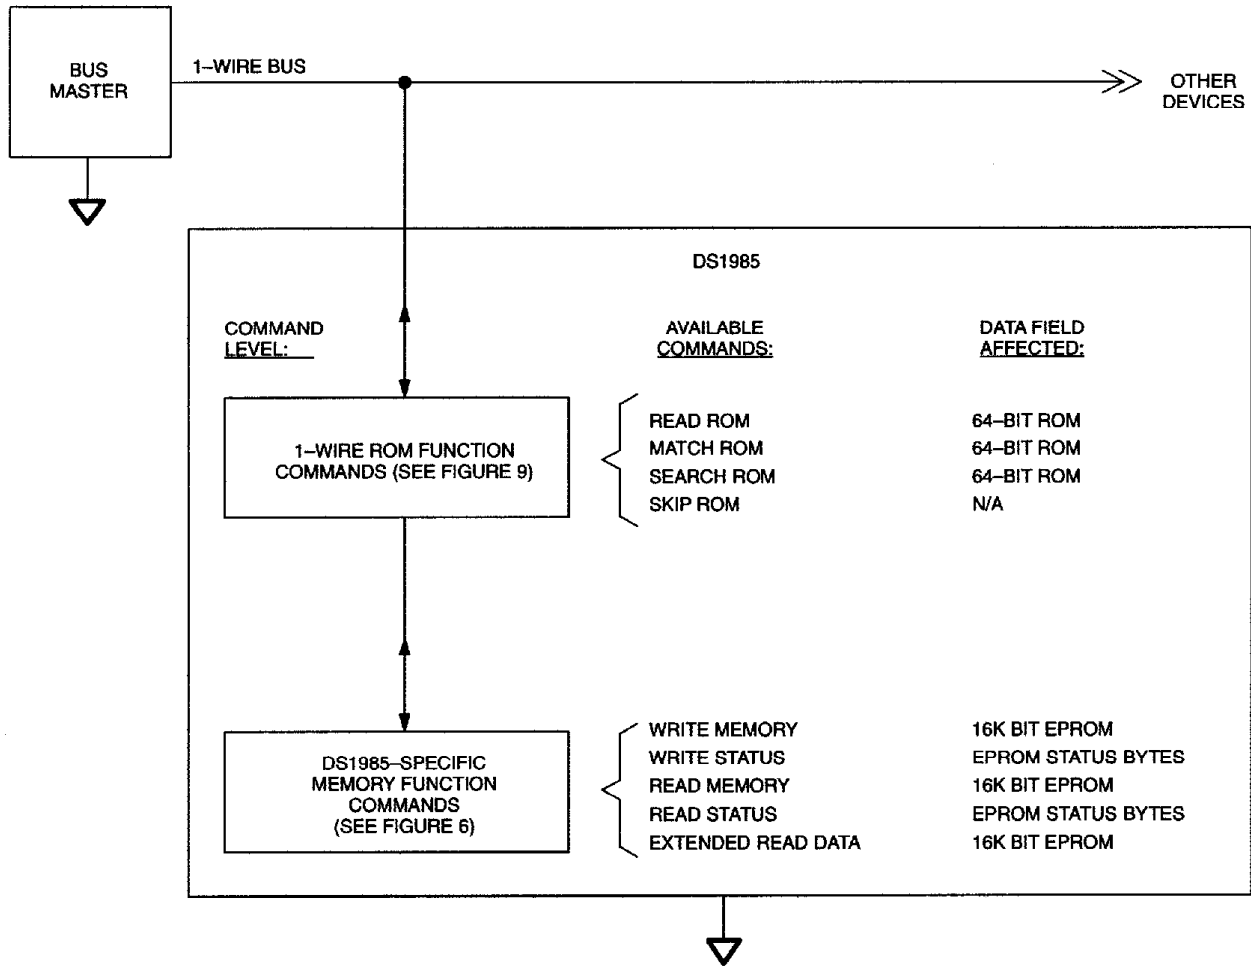 BUS
MASTER
1–WIRE BUS
OTHER
DEVICES
DS1985
COMMAND
LEVEL:
AVAILABLE
COMMANDS:
DATA FIELD
AFFECTED:
1–WIRE ROM FUNCTION
COMMANDS (SEE FIGURE 9)
READ ROM 64–BIT ROM
MATCH ROM 64–BIT ROM
SEARCH ROM 64–BIT ROM
SKIP ROM N/A
DS1985–SPECIFIC
MEMORY FUNCTION
COMMANDS
(SEE FIGURE 6)
WRITE MEMORY 16K BIT EPROM
WRITE STATUS EPROM STATUS BYTES
READ MEMORY 16K BIT EPROM
READ STATUS EPROM STATUS BYTES
EXTENDED READ DATA 16K BIT EPROM